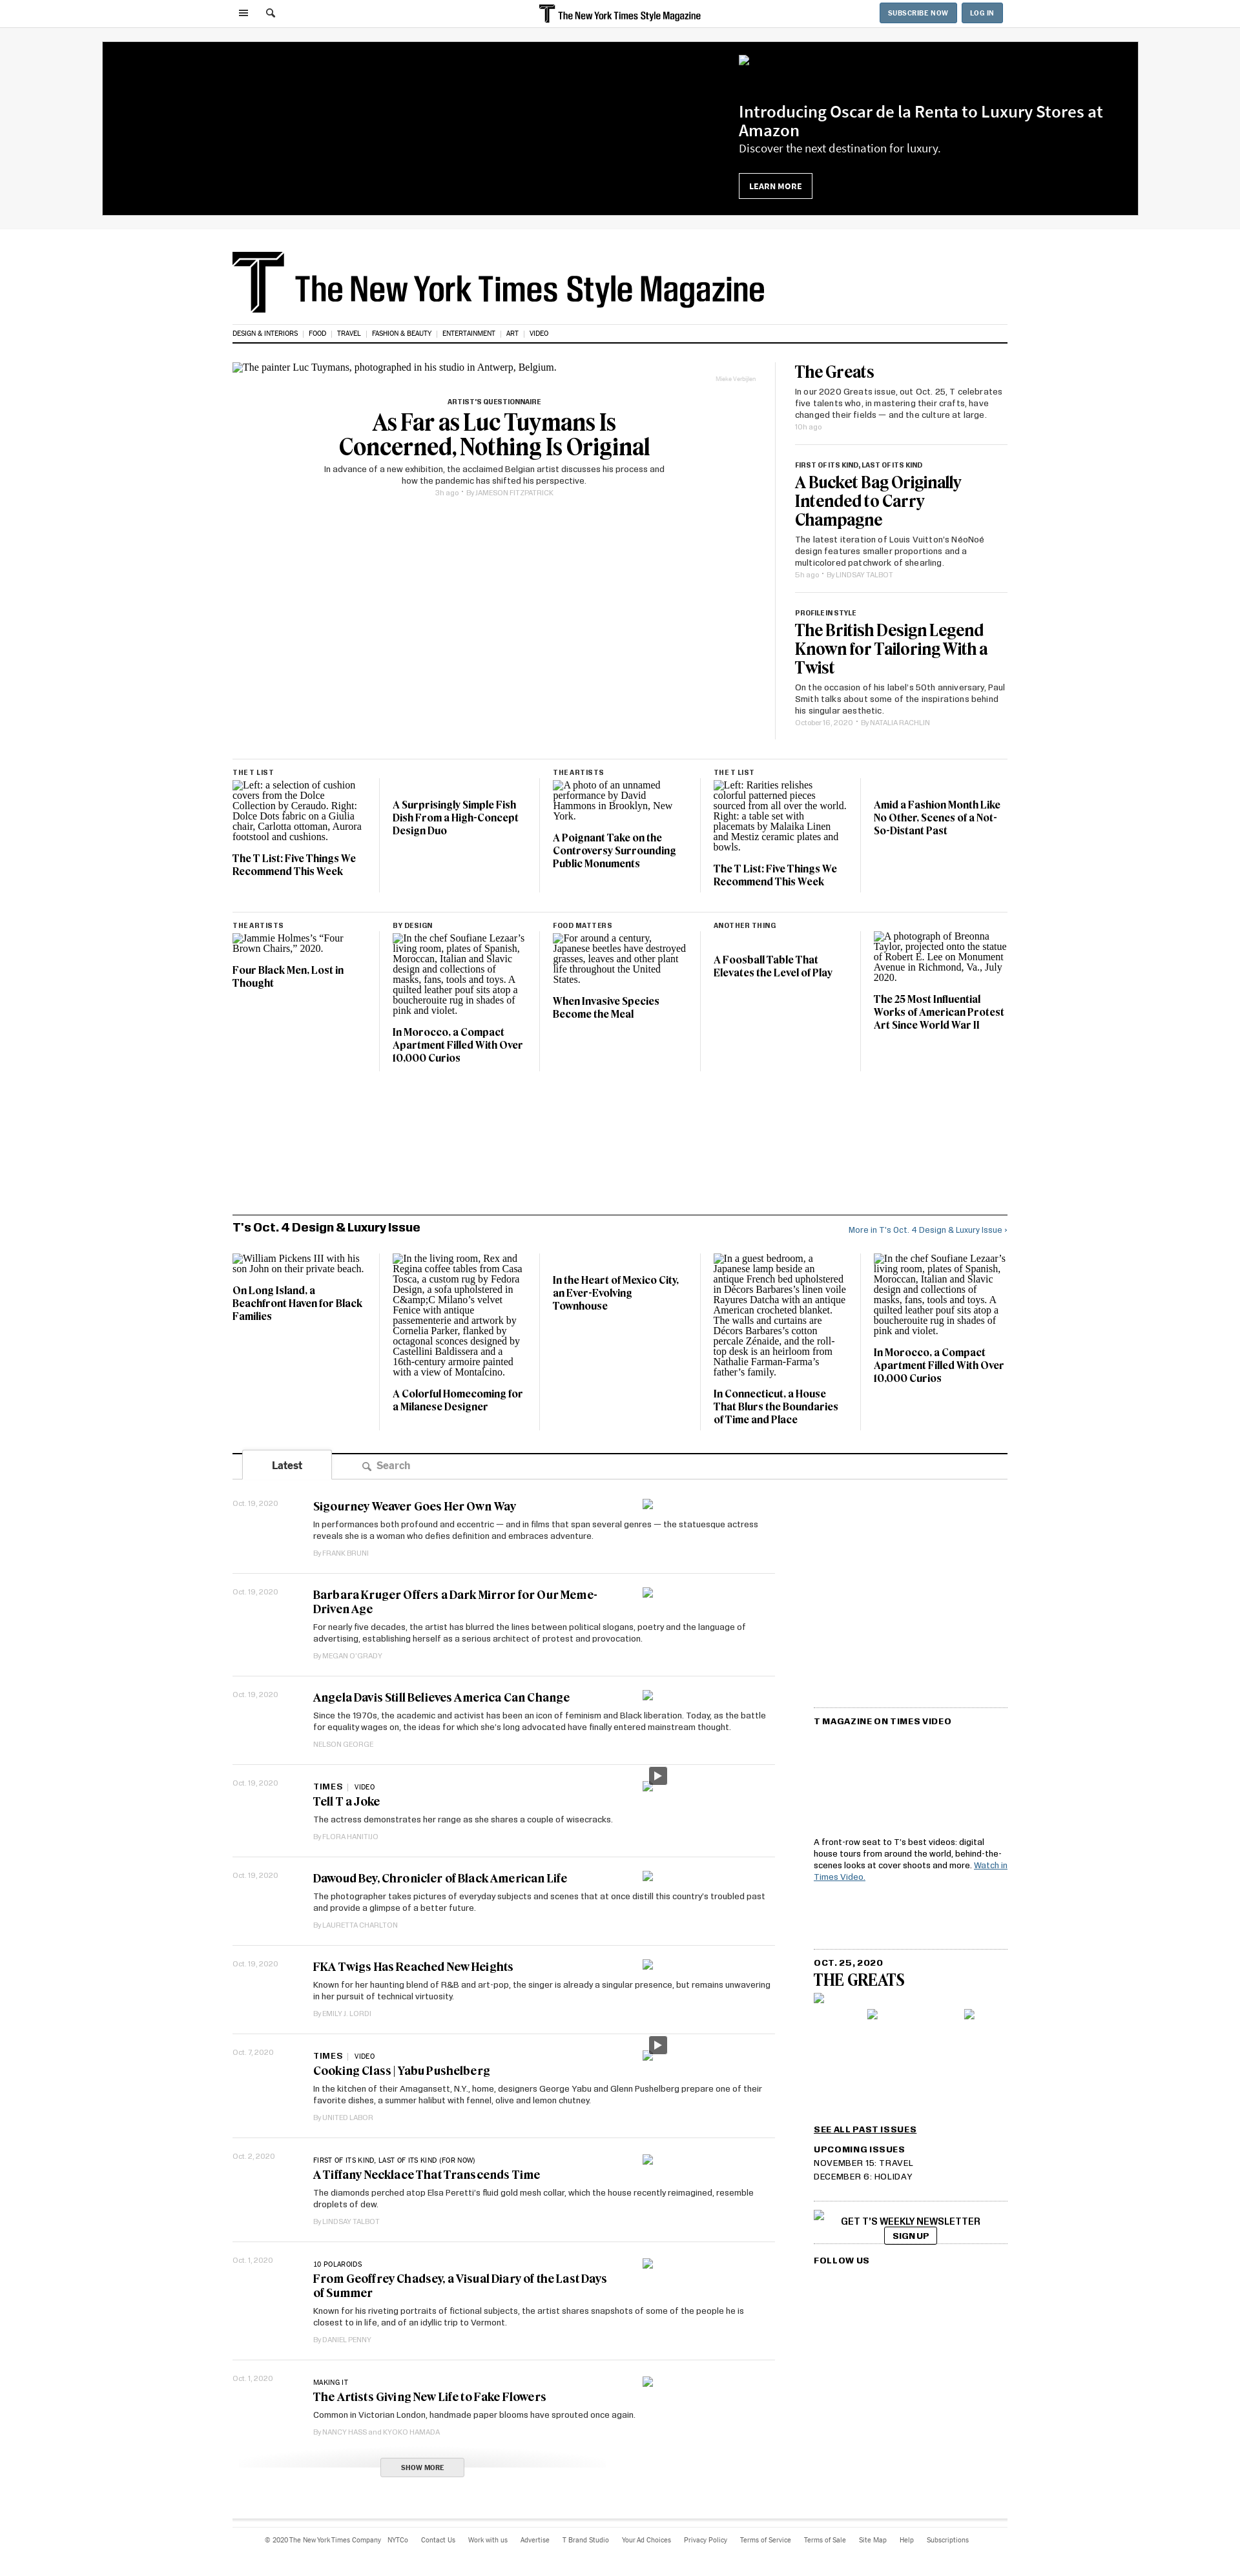 The New York Times Style Magazine
SUBSCRIBE NOW
LOG IN
Introducing Oscar de la Renta to Luxury Stores at
Amazon
Discover the next destination for luxury.
LEARN MORE
The New York Times Style Magazine
DESIGN & INTERIORS | FOOD | TRAVEL | FASHION & BEAUTY | ENTERTAINMENT | ART | VIDEO
The painter Luc Tuymans, photographed in his studio in Antwerp, Belgium.
Mieke Verbijlen
ARTIST'S QUESTIONNAIRE
As Far as Luc Tuymans Is
Concerned, Nothing Is Original
In advance of a new exhibition, the acclaimed Belgian artist discusses his process and
how the pandemic has shifted his perspective.
3h ago • By JAMESON FITZPATRICK
The Greats
In our 2020 Greats issue, out Oct. 25, T celebrates
five talents who, in mastering their crafts, have
changed their fields — and the culture at large.
10h ago
FIRST OF ITS KIND, LAST OF ITS KIND
A Bucket Bag Originally
Intended to Carry
Champagne
The latest iteration of Louis Vuitton's NéoNoé
design features smaller proportions and a
multicolored patchwork of shearling.
5h ago • By LINDSAY TALBOT
PROFILE IN STYLE
The British Design Legend
Known for Tailoring With a
Twist
On the occasion of his label's 50th anniversary, Paul
Smith talks about some of the inspirations behind
his singular aesthetic.
October 16, 2020 • By NATALIA RACHLIN
THE T LIST
Left: a selection of cushion
covers from the Dolce
Collection by Ceraudo. Right:
Dolce Dots fabric on a Giulia
chair, Carlotta ottoman, Aurora
footstool and cushions.
The T List: Five Things We
Recommend This Week
A Surprisingly Simple Fish
Dish From a High-Concept
Design Duo
THE ARTISTS
A photo of an unnamed
performance by David
Hammons in Brooklyn, New
York.
A Poignant Take on the
Controversy Surrounding
Public Monuments
THE T LIST
Left: Rarities relishes
colorful patterned pieces
sourced from all over the world.
Right: a table set with
placemats by Malaika Linen
and Mestiz ceramic plates and
bowls.
The T List: Five Things We
Recommend This Week
Amid a Fashion Month Like
No Other, Scenes of a Not-
So-Distant Past
THE ARTISTS
Jammie Holmes's “Four
Brown Chairs,” 2020.
Four Black Men, Lost in
Thought
BY DESIGN
In the chef Soufiane Lezaar's
living room, plates of Spanish,
Moroccan, Italian and Slavic
design and collections of
masks, fans, tools and toys. A
quilted leather pouf sits atop a
boucherouite rug in shades of
pink and violet.
In Morocco, a Compact
Apartment Filled With Over
10,000 Curios
FOOD MATTERS
For around a century,
Japanese beetles have destroyed
grasses, leaves and other plant
life throughout the United
States.
When Invasive Species
Become the Meal
ANOTHER THING
A Foosball Table That
Elevates the Level of Play
A photograph of Breonna
Taylor, projected onto the statue
of Robert E. Lee on Monument
Avenue in Richmond, Va., July
2020.
The 25 Most Influential
Works of American Protest
Art Since World War II
T's Oct. 4 Design & Luxury Issue
More in T's Oct. 4 Design & Luxury Issue ›
William Pickens III with his
son John on their private beach.
On Long Island, a
Beachfront Haven for Black
Families
In the living room, Rex and
Regina coffee tables from Casa
Tosca, a custom rug by Fedora
Design, a sofa upholstered in
C&amp;C Milano's velvet
Fenice with antique
passementerie and artwork by
Cornelia Parker, flanked by
octagonal sconces designed by
Castellini Baldissera and a
16th-century armoire painted
with a view of Montalcino.
A Colorful Homecoming for
a Milanese Designer
In the Heart of Mexico City,
an Ever-Evolving
Townhouse
In a guest bedroom, a
Japanese lamp beside an
antique French bed upholstered
in Décors Barbares's linen voile
Rayures Datcha with an antique
American crocheted blanket.
The walls and curtains are
Décors Barbares's cotton
percale Zénaide, and the roll-
top desk is an heirloom from
Nathalie Farman-Farma's
father's family.
In Connecticut, a House
That Blurs the Boundaries
of Time and Place
In the chef Soufiane Lezaar's
living room, plates of Spanish,
Moroccan, Italian and Slavic
design and collections of
masks, fans, tools and toys. A
quilted leather pouf sits atop a
boucherouite rug in shades of
pink and violet.
In Morocco, a Compact
Apartment Filled With Over
10,000 Curios
Latest
Search
Oct. 19, 2020
Sigourney Weaver Goes Her Own Way
In performances both profound and eccentric — and in films that span several genres — the statuesque actress
reveals she is a woman who defies definition and embraces adventure.
By FRANK BRUNI
Oct. 19, 2020
Barbara Kruger Offers a Dark Mirror for Our Meme-
Driven Age
For nearly five decades, the artist has blurred the lines between political slogans, poetry and the language of
advertising, establishing herself as a serious architect of protest and provocation.
By MEGAN O'GRADY
Oct. 19, 2020
Angela Davis Still Believes America Can Change
Since the 1970s, the academic and activist has been an icon of feminism and Black liberation. Today, as the battle
for equality wages on, the ideas for which she's long advocated have finally entered mainstream thought.
NELSON GEORGE
Oct. 19, 2020
TIMES | VIDEO
Tell T a Joke
The actress demonstrates her range as she shares a couple of wisecracks.
By FLORA HANITIJO
Oct. 19, 2020
Dawoud Bey, Chronicler of Black American Life
The photographer takes pictures of everyday subjects and scenes that at once distill this country's troubled past
and provide a glimpse of a better future.
By LAURETTA CHARLTON
Oct. 19, 2020
FKA Twigs Has Reached New Heights
Known for her haunting blend of R&B and art-pop, the singer is already a singular presence, but remains unwavering
in her pursuit of technical virtuosity.
By EMILY J. LORDI
Oct. 7, 2020
TIMES | VIDEO
Cooking Class | Yabu Pushelberg
In the kitchen of their Amagansett, N.Y., home, designers George Yabu and Glenn Pushelberg prepare one of their
favorite dishes, a summer halibut with fennel, olive and lemon chutney.
By UNITED LABOR
Oct. 2, 2020
FIRST OF ITS KIND, LAST OF ITS KIND (FOR NOW)
A Tiffany Necklace That Transcends Time
The diamonds perched atop Elsa Peretti's fluid gold mesh collar, which the house recently reimagined, resemble
droplets of dew.
By LINDSAY TALBOT
Oct. 1, 2020
10 POLAROIDS
From Geoffrey Chadsey, a Visual Diary of the Last Days
of Summer
Known for his riveting portraits of fictional subjects, the artist shares snapshots of some of the people he is
closest to in life, and of an idyllic trip to Vermont.
By DANIEL PENNY
Oct. 1, 2020
MAKING IT
The Artists Giving New Life to Fake Flowers
Common in Victorian London, handmade paper blooms have sprouted once again.
By NANCY HASS and KYOKO HAMADA
SHOW MORE
T MAGAZINE ON TIMES VIDEO
A front-row seat to T's best videos: digital
house tours from around the world, behind-the-
scenes looks at cover shoots and more. Watch in
Times Video.
OCT. 25, 2020
THE GREATS
SEE ALL PAST ISSUES
UPCOMING ISSUES
NOVEMBER 15: TRAVEL
DECEMBER 6: HOLIDAY
GET T'S WEEKLY NEWSLETTER
SIGN UP
FOLLOW US
© 2020 The New York Times Company NYTCo Contact Us Work with us Advertise T Brand Studio Your Ad Choices Privacy Policy Terms of Service Terms of Sale Site Map Help Subscriptions